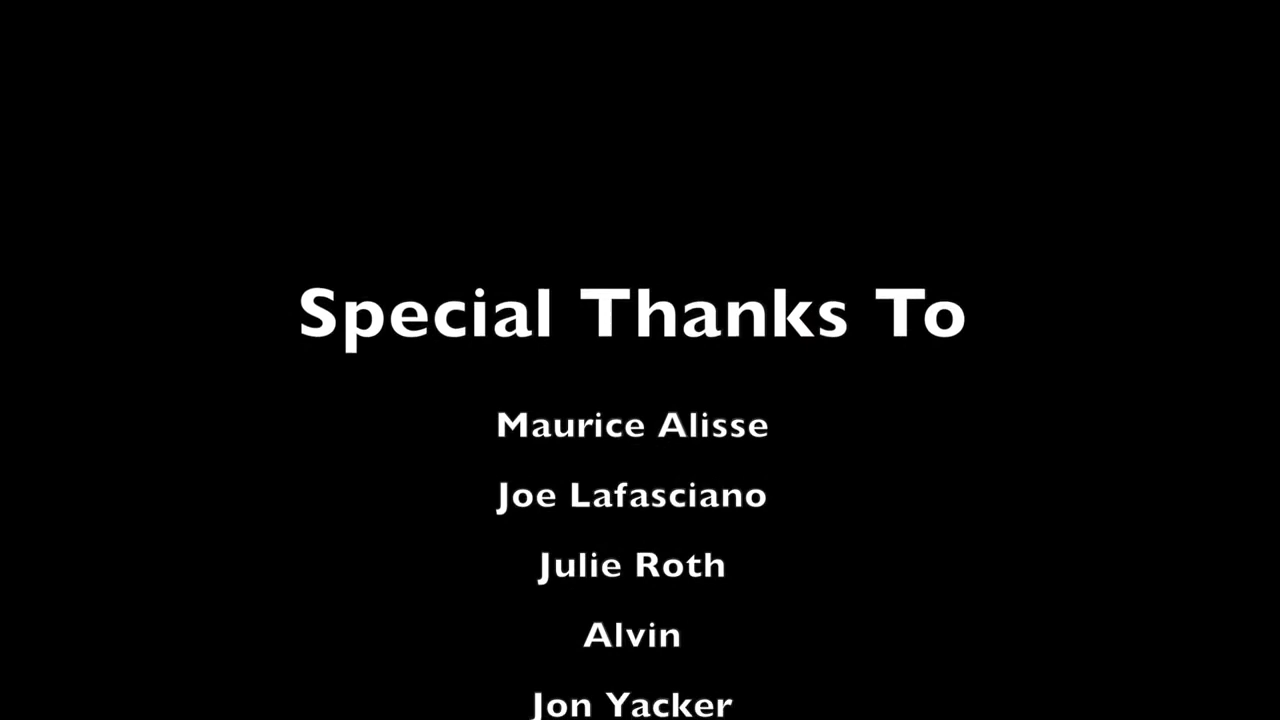 Special Thanks To
Maurice Alisse
Joe Lafasciano
Julie Roth
Alvin
Jon Yacker